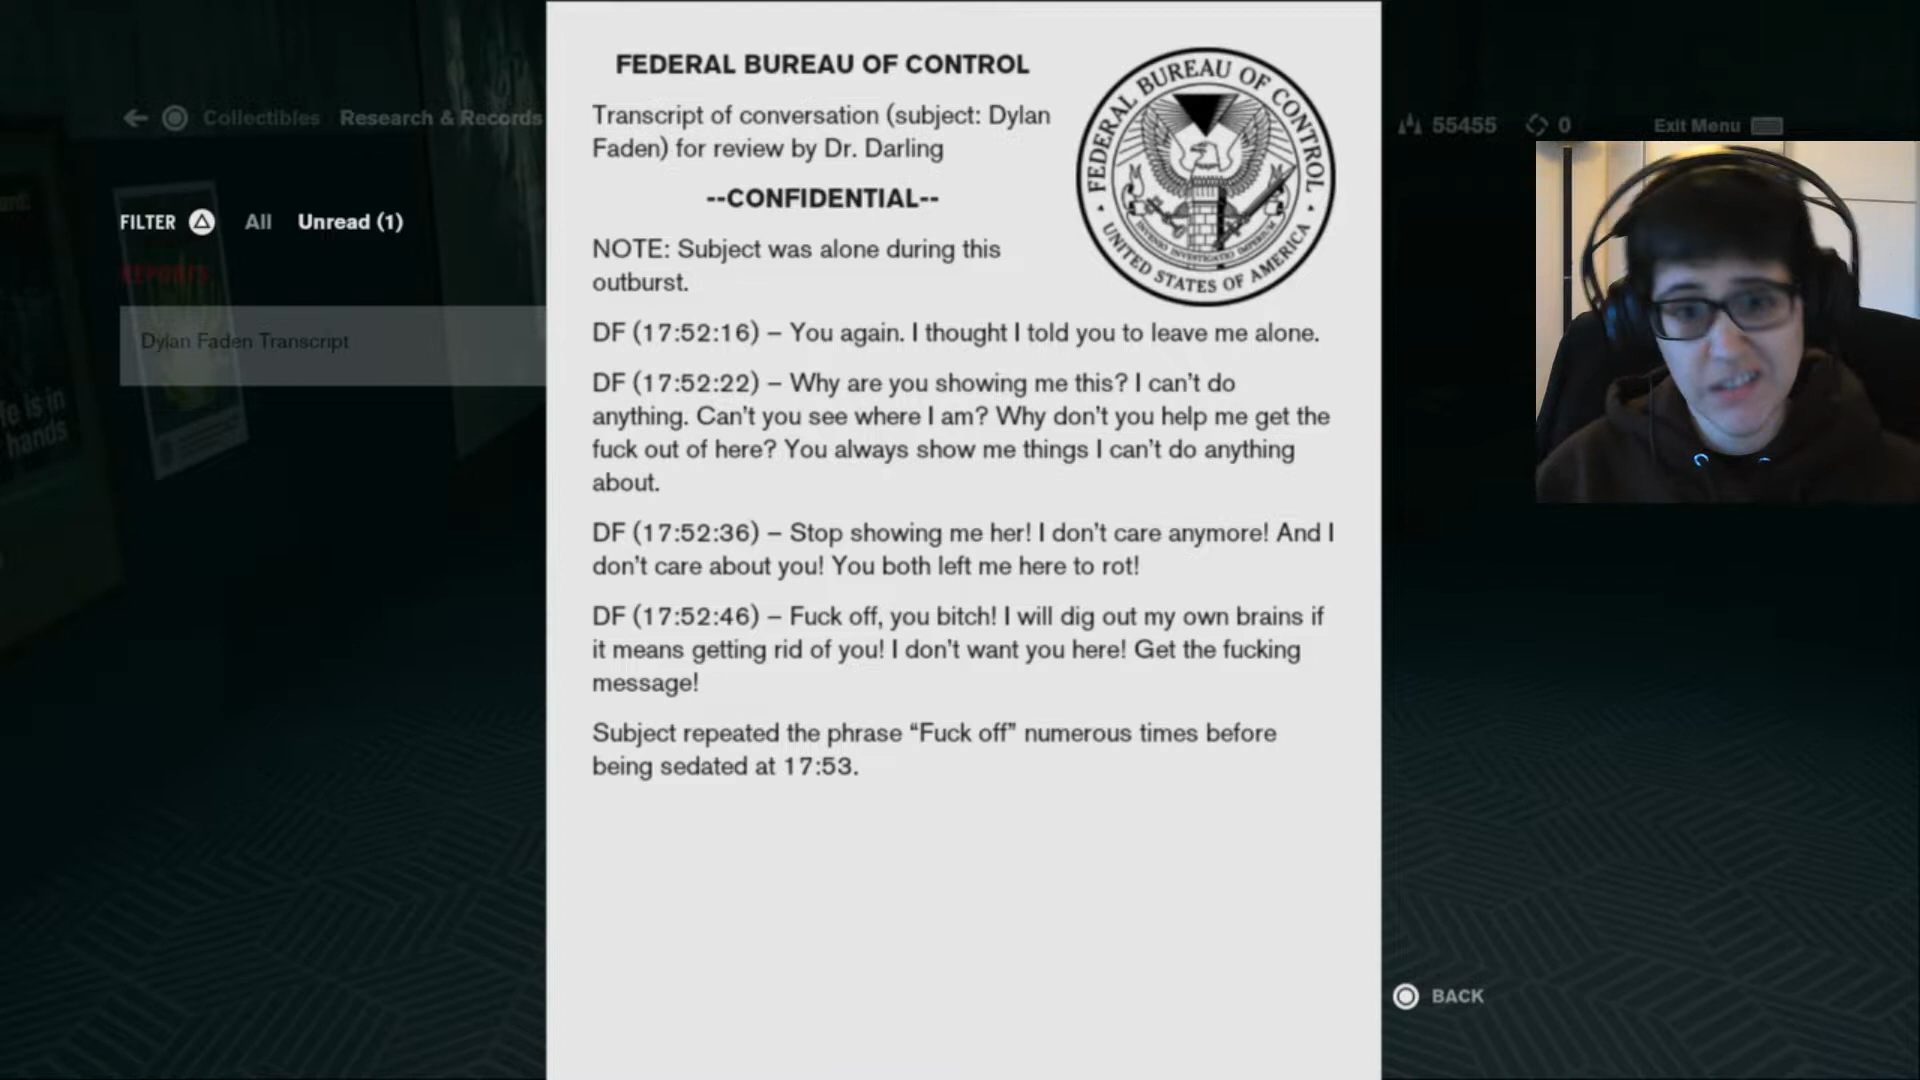 FEDERAL BUREAU OF CONTROL
Transcript of conversation (subject: Dylan
Faden) for review by Dr. Darling
--CONFIDENTIAL--
NOTE: Subject was alone during this
outburst.
DF (17:52:16) – You again. I thought I told you to leave me alone.
DF (17:52:22) – Why are you showing me this? I can't do
anything. Can't you see where I am? Why don't you help me get the
fuck out of here? You always show me things I can't do anything
about.
DF (17:52:36) – Stop showing me her! I don't care anymore! And I
don't care about you! You both left me here to rot!
DF (17:52:46) – Fuck off, you bitch! I will dig out my own brains if
it means getting rid of you! I don't want you here! Get the fucking
message!
Subject repeated the phrase “Fuck off” numerous times before
being sedated at 17:53.
FEDERAL BUREAU OF CONTROL
UNITED STATES OF AMERICA
INVENIO INVESTIGATIO IMPERIUM
Collectibles Research & Records
FILTER All Unread (1)
REPORTS
Dylan Faden Transcript
is in
hands
55455 0 Exit Menu
BACK